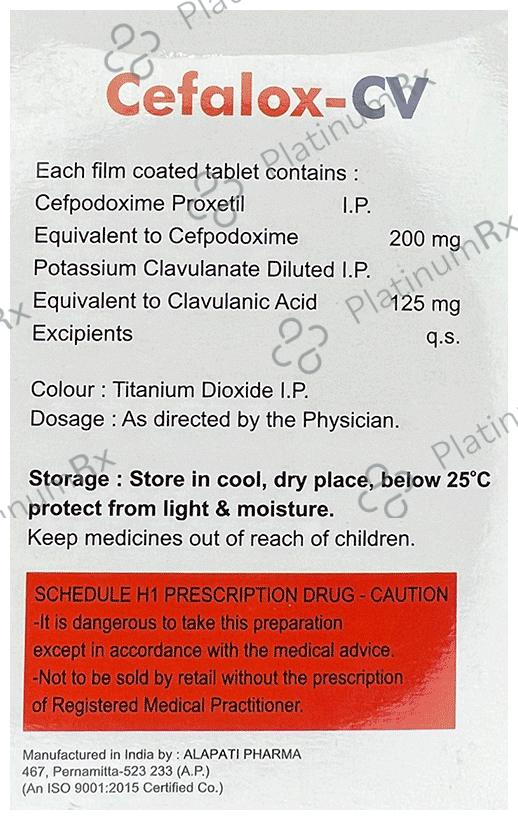 Cefalox-CV
Each film coated tablet contains :
Cefpodoxime Proxetil I.P.
Equivalent to Cefpodoxime 200 mg
Potassium Clavulanate Diluted I.P.
Equivalent to Clavulanic Acid 125 mg
Excipients q.s.
Colour : Titanium Dioxide I.P.
Dosage : As directed by the Physician.
Storage : Store in cool, dry place, below 25°C
protect from light & moisture.
Keep medicines out of reach of children.
SCHEDULE H1 PRESCRIPTION DRUG - CAUTION
-It is dangerous to take this preparation
except in accordance with the medical advice.
-Not to be sold by retail without the prescription
of Registered Medical Practitioner.
Manufactured in India by : ALAPATI PHARMA
467, Pernamitta-523 233 (A.P.)
(An ISO 9001:2015 Certified Co.)
PlatinumRx
PlatinumRx